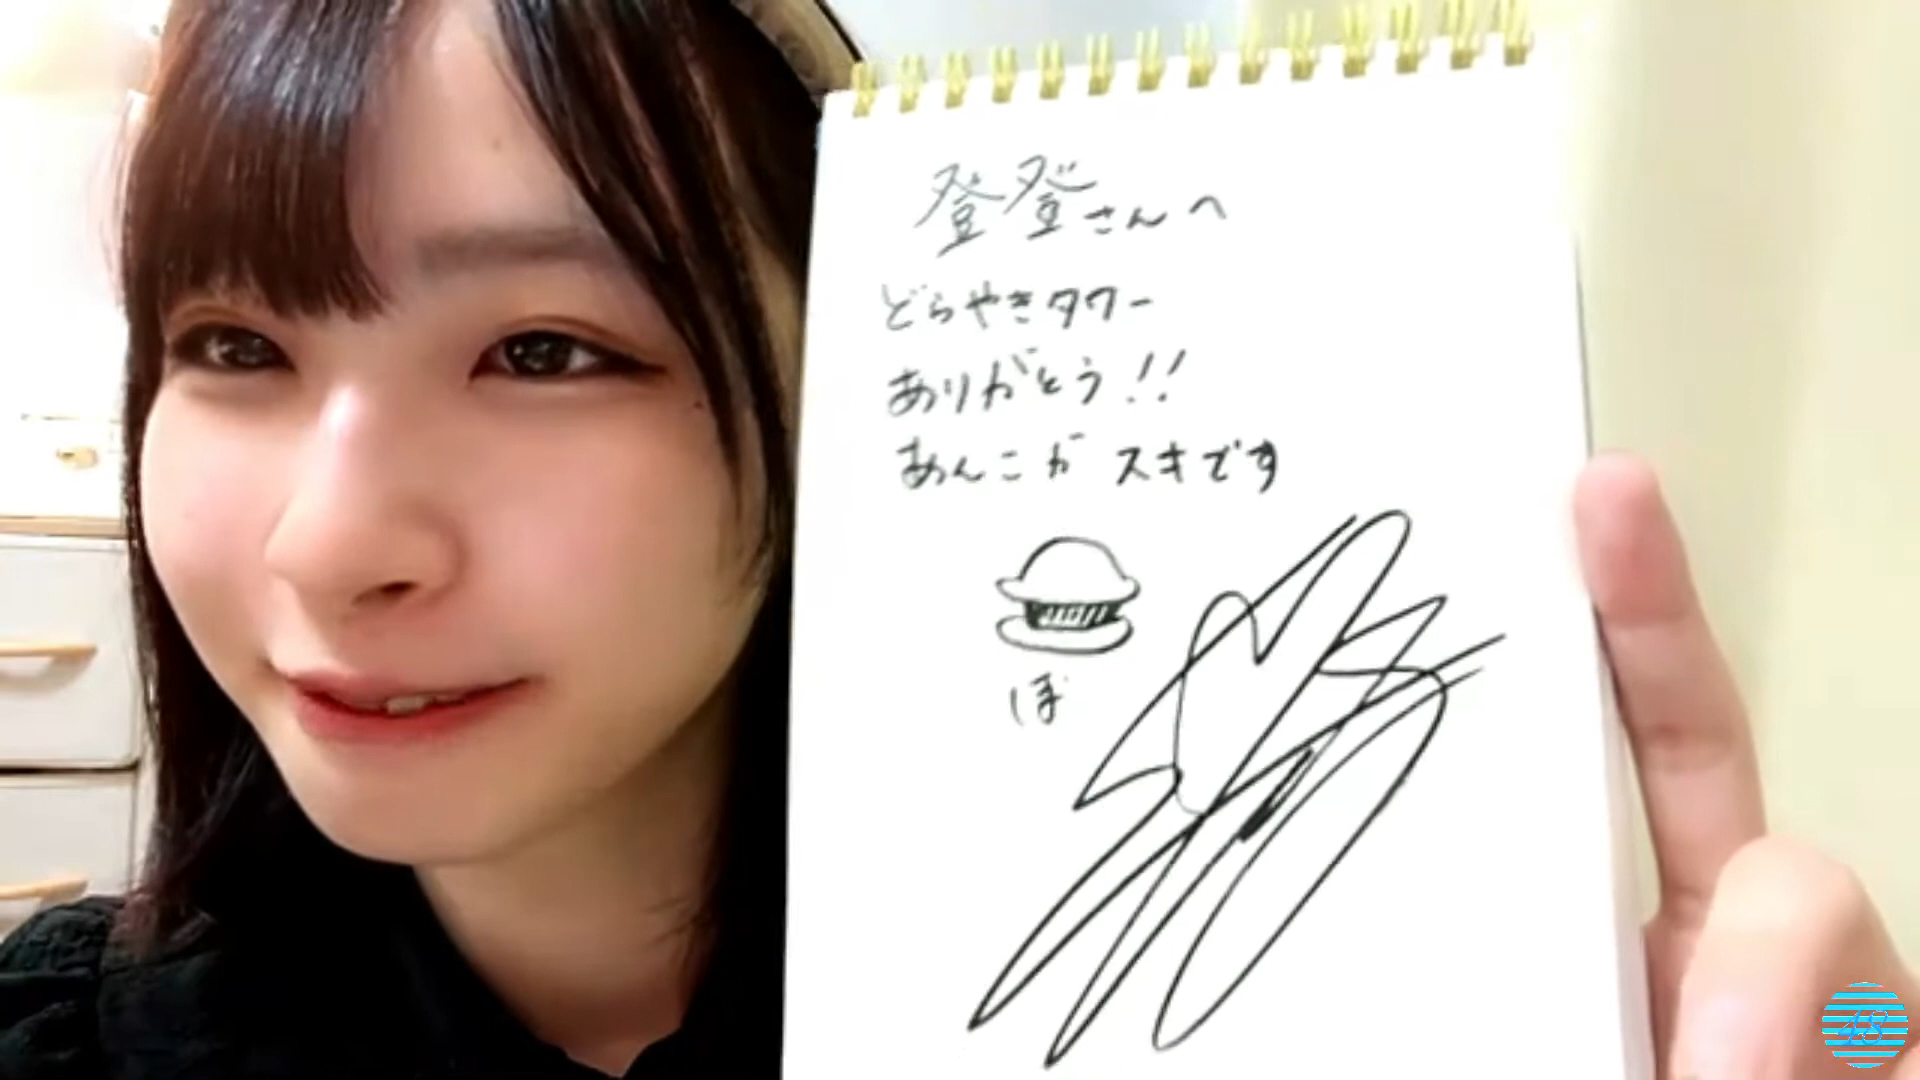 登登さんへ
どらやきタワー
ありがとう!!
あんこがスキです
ぼ
48